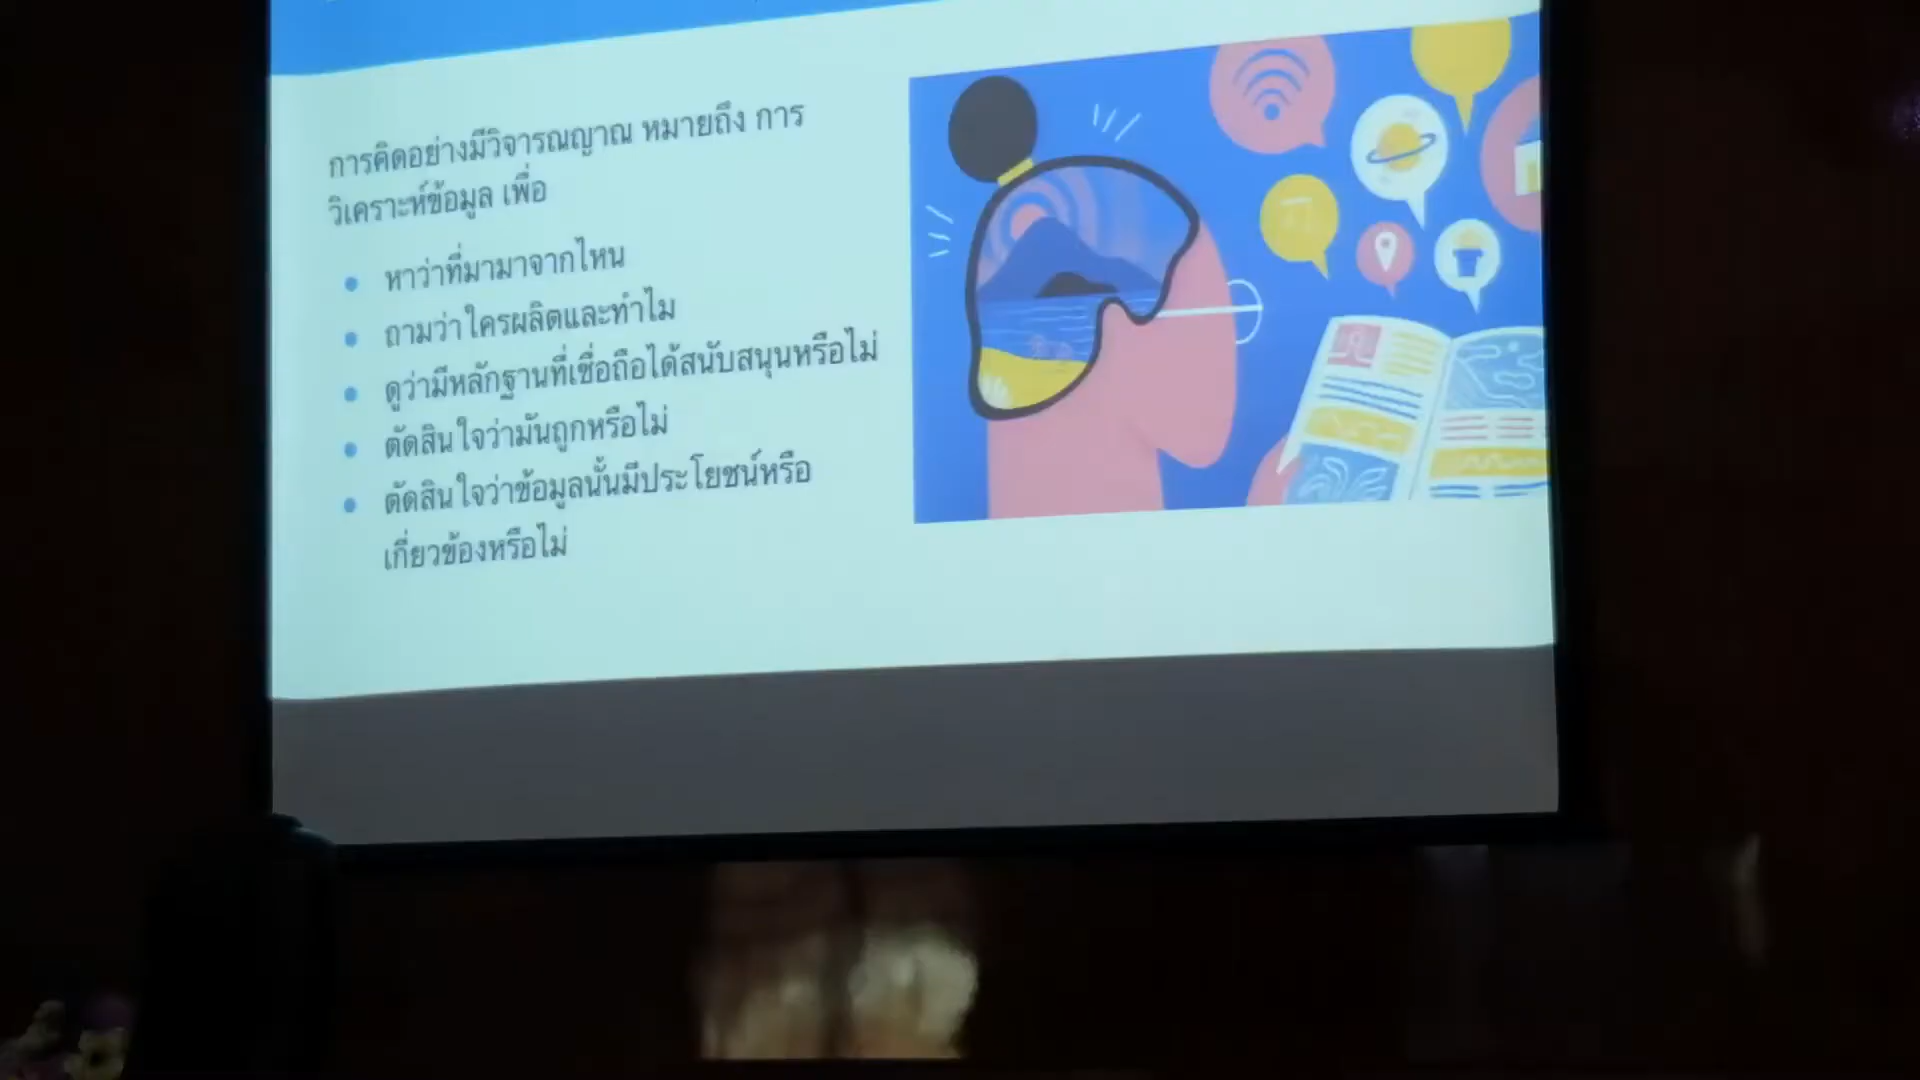 การคิดอย่างมีวิจารณญาณ หมายถึง การ
วิเคราะห์ข้อมูล เพื่อ
หาว่าที่มามาจากไหน
ถามว่าใครผลิตและทำไม
ดูว่ามีหลักฐานที่เชื่อถือได้สนับสนุนหรือไม่
ตัดสินใจว่ามันถูกหรือไม่
ตัดสินใจว่าข้อมูลนั้นมีประโยชน์หรือ
เกี่ยวข้องหรือไม่